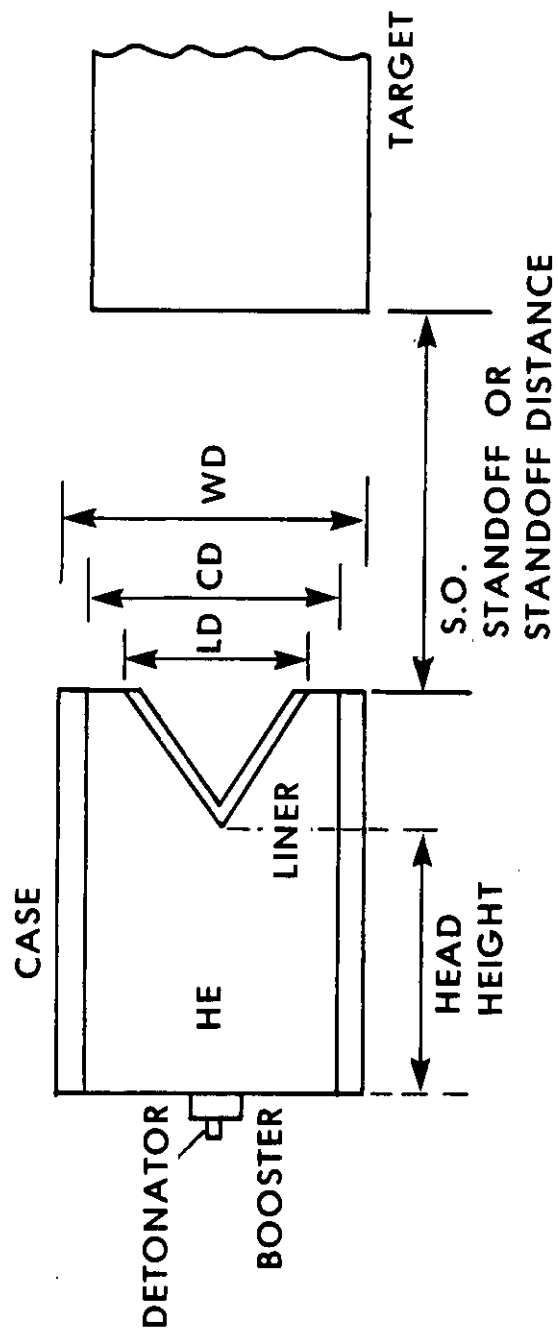 CASE
DETONATOR
BOOSTER
HE
LINER
HEAD
HEIGHT
LD
CD
WD
S.O.
STANDOFF OR
STANDOFF DISTANCE
TARGET